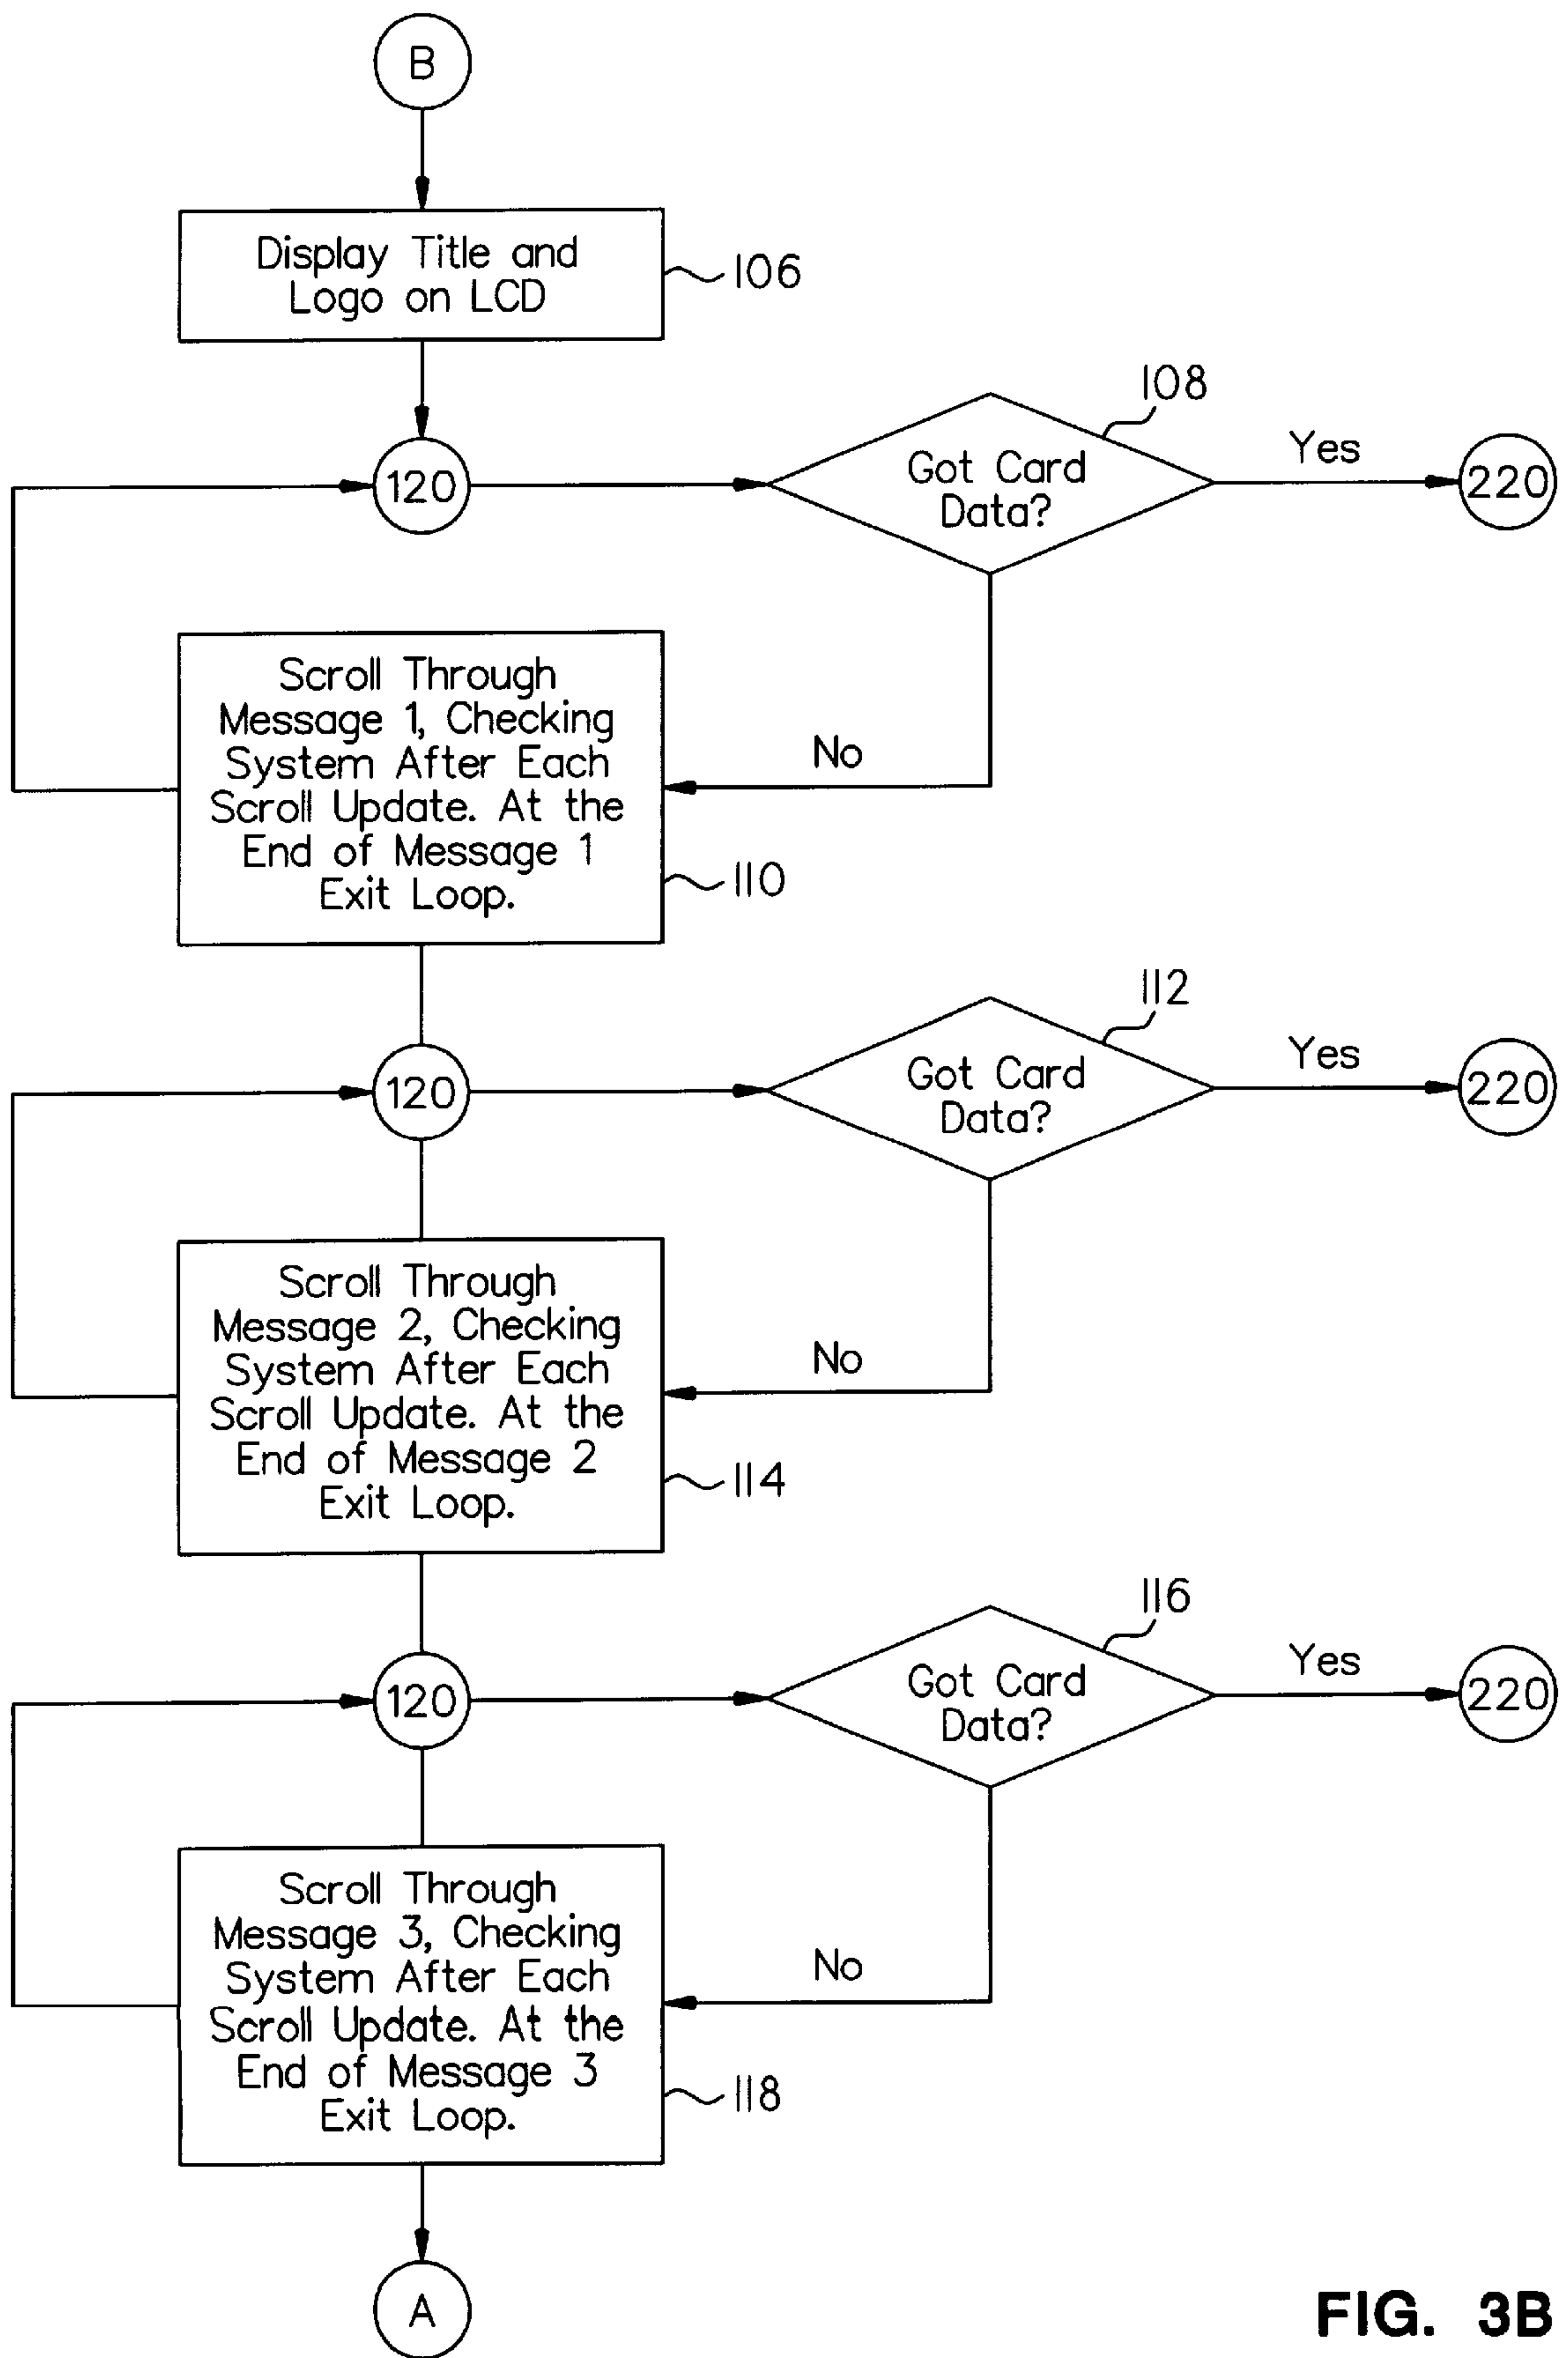 B
Display Title and
Logo on LCD
106
108
120
Got Card
Data?
Yes
220
Scroll Through
Message 1, Checking
System After Each
Scroll Update. At the
End of Message 1
Exit Loop.
No
110
112
120
Got Card
Data?
Yes
220
Scroll Through
Message 2, Checking
System After Each
Scroll Update. At the
End of Message 2
Exit Loop.
No
114
116
120
Got Card
Data?
Yes
220
Scroll Through
Message 3, Checking
System After Each
Scroll Update. At the
End of Message 3
Exit Loop.
No
118
A
FIG. 3B